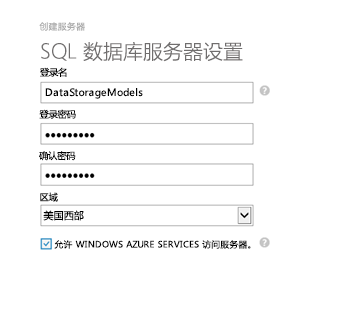 创建服务器
SQL 数据库服务器设置
登录名
DataStorageModels
?
登录密码
•••••••••
确认密码
•••••••••
区域
美国西部
允许 WINDOWS AZURE SERVICES 访问服务器。
?